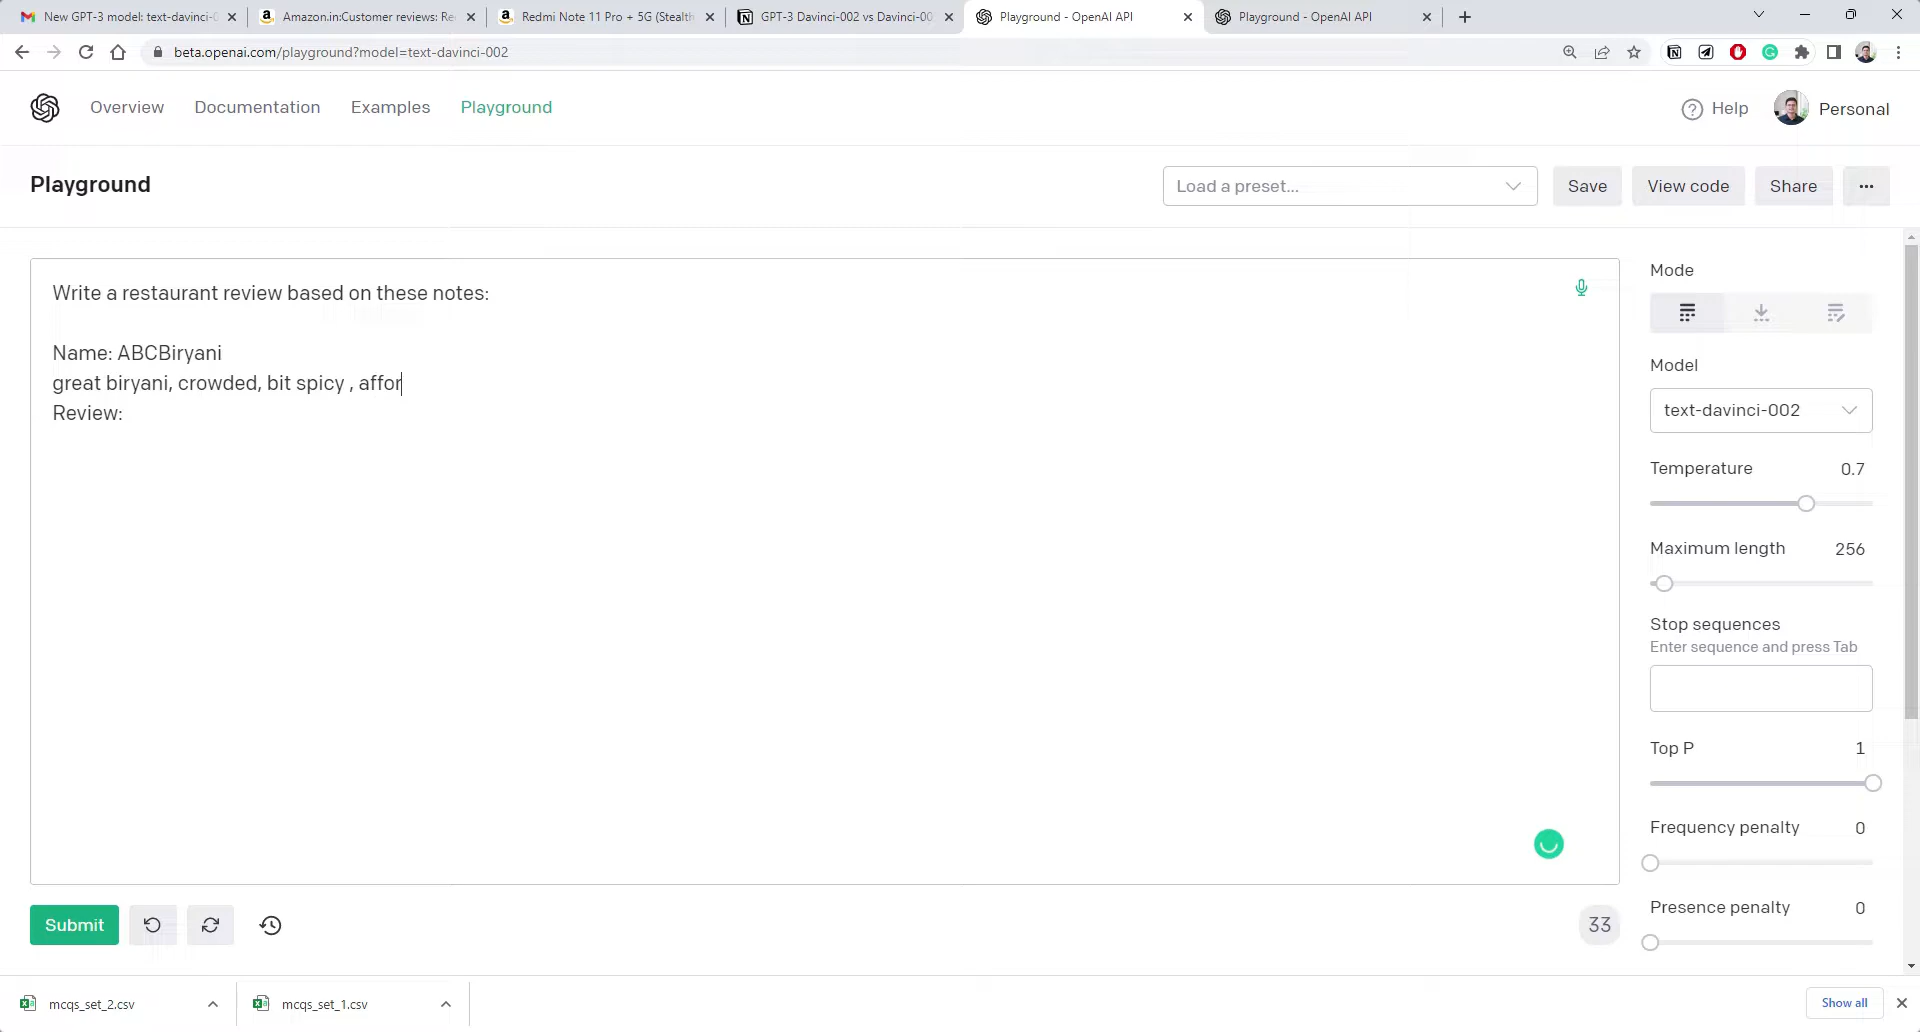 New GPT-3 model: text-davinci-0
Amazon.in:Customer reviews: Re
Redmi Note 11 Pro + 5G (Stealth
GPT-3 Davinci-002 vs Davinci-00
Playground - OpenAI API
Playground - OpenAI API
beta.openai.com/playground?model=text-davinci-002
Overview
Documentation
Examples
Playground
Help
Personal
Playground
Load a preset...
Save
View code
Share
Write a restaurant review based on these notes:
Name: ABCBiryani
great biryani, crowded, bit spicy , affor
Review:
Mode
Model
text-davinci-002
Temperature 0.7
Maximum length 256
Stop sequences
Enter sequence and press Tab
Top P 1
Frequency penalty 0
Presence penalty 0
Submit
33
mcqs_set_2.csv
mcqs_set_1.csv
Show all